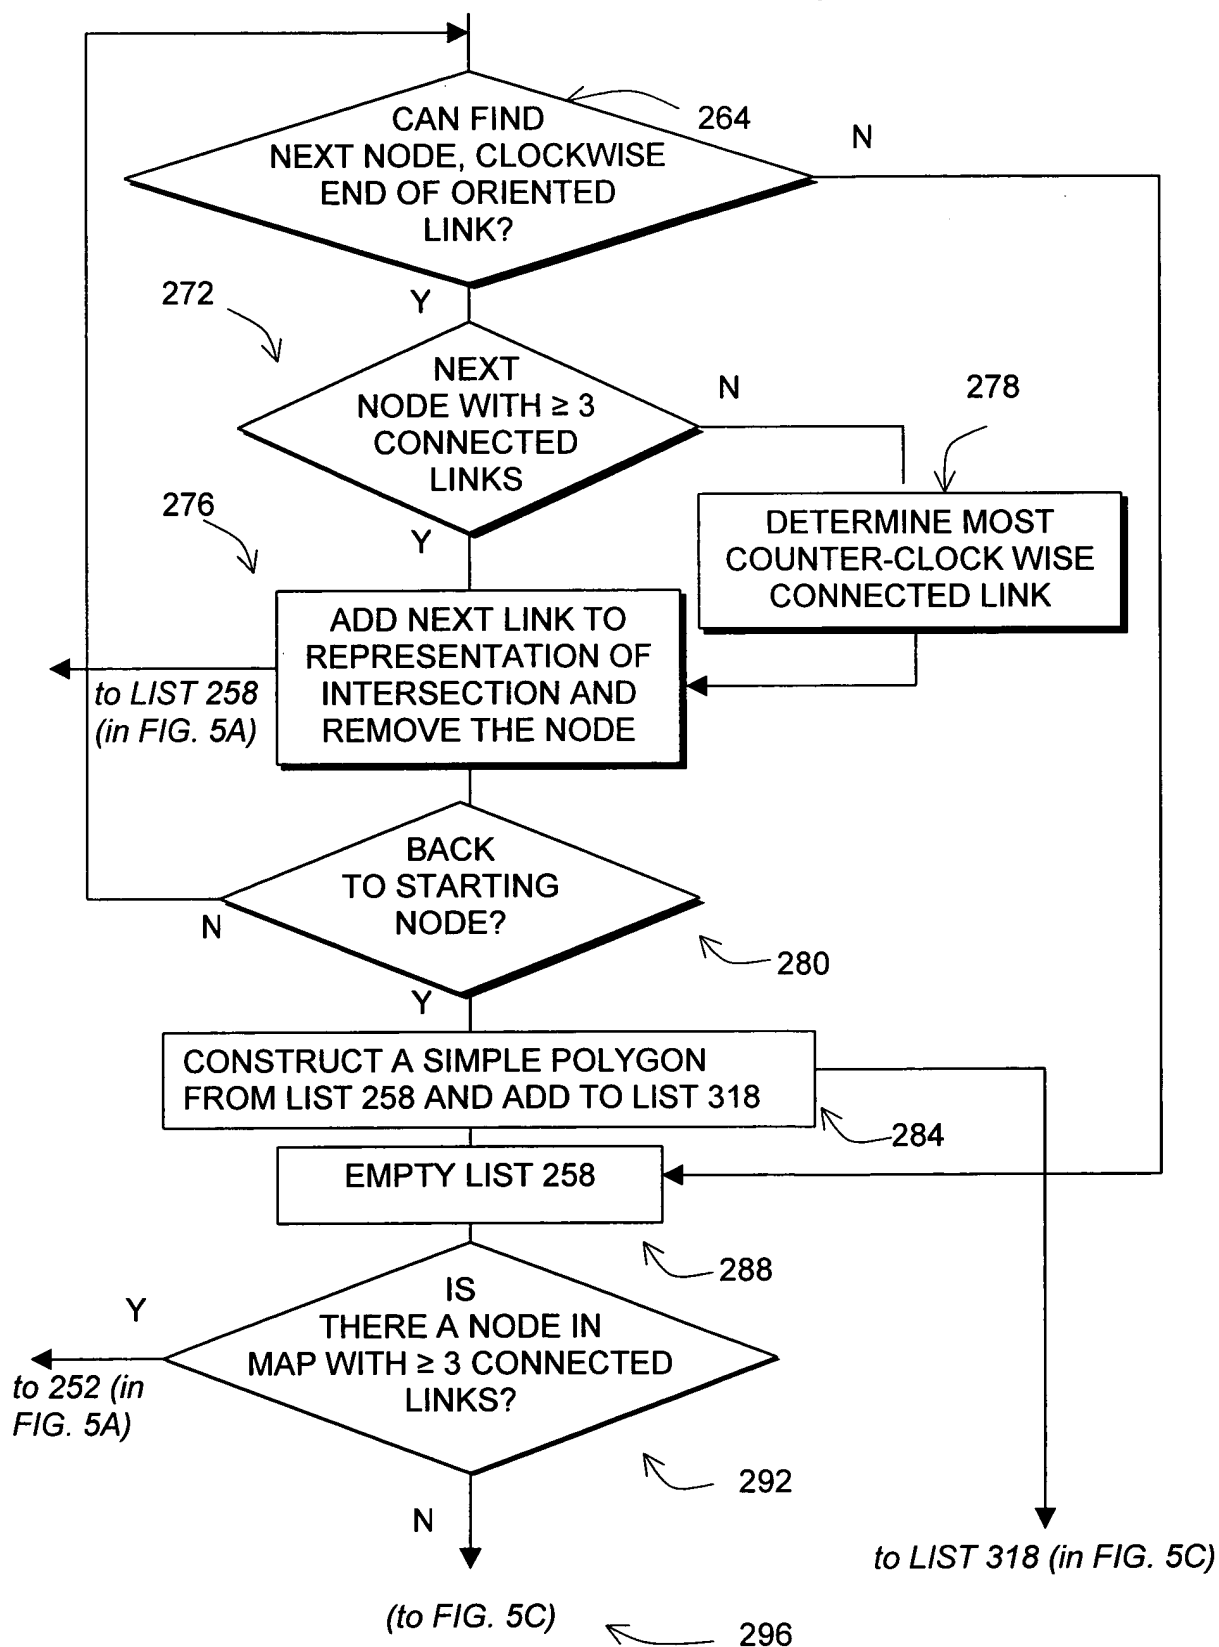 CAN FIND
NEXT NODE, CLOCKWISE
END OF ORIENTED
LINK?
264
N
Y
272
NEXT
NODE WITH ≥ 3
CONNECTED
LINKS
N
278
276
Y
DETERMINE MOST
COUNTER-CLOCK WISE
CONNECTED LINK
ADD NEXT LINK TO
REPRESENTATION OF
INTERSECTION AND
REMOVE THE NODE
to LIST 258
(in FIG. 5A)
BACK
TO STARTING
NODE?
N
280
Y
CONSTRUCT A SIMPLE POLYGON
FROM LIST 258 AND ADD TO LIST 318
284
EMPTY LIST 258
288
IS
THERE A NODE IN
MAP WITH ≥ 3 CONNECTED
LINKS?
Y
to 252 (in
FIG. 5A)
292
N
to LIST 318 (in FIG. 5C)
(to FIG. 5C)
296